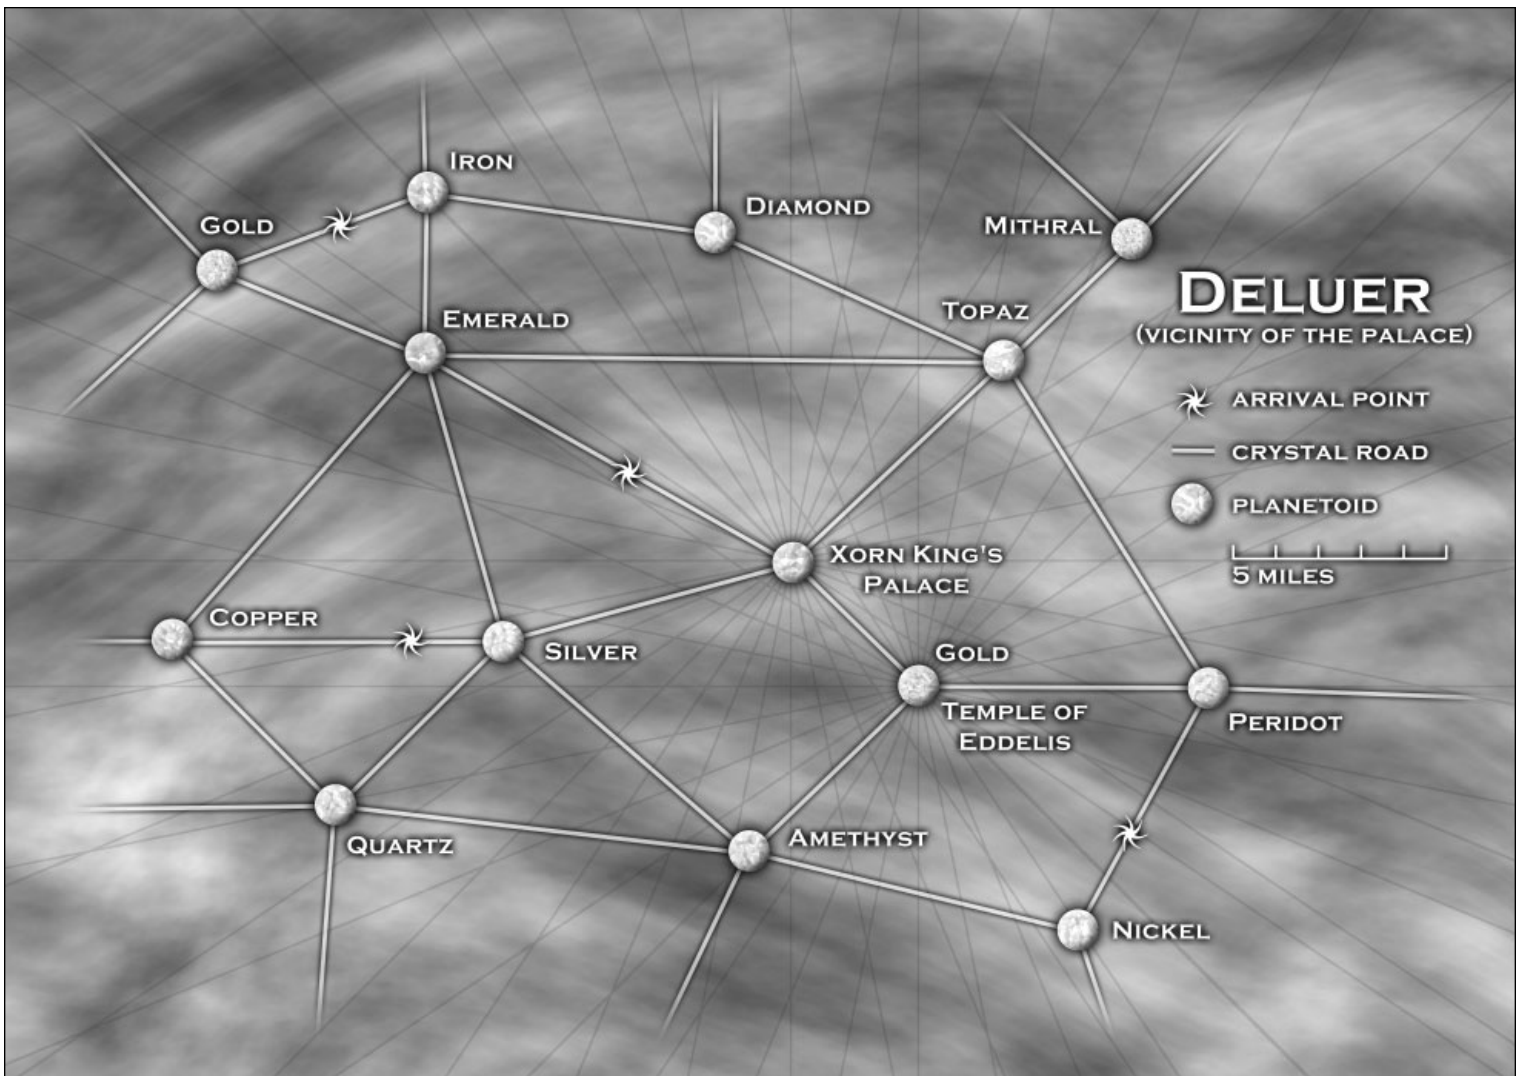 Iron
Gold
Diamond
Mithral
Deluer
(vicinity of the palace)
Emerald
Topaz
Arrival point
Crystal road
Planetoid
5 miles
Xorn King's
Palace
Copper
Silver
Gold
Temple of
Eddelis
Peridot
Quartz
Amethyst
Nickel